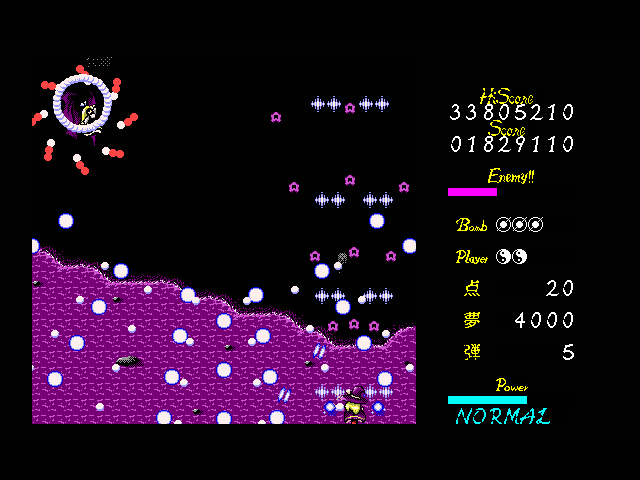 HiScore
33805210
Score
01829110
Enemy!!
Bomb
Player
点 20
夢 4000
弾 5
Power
NORMAL